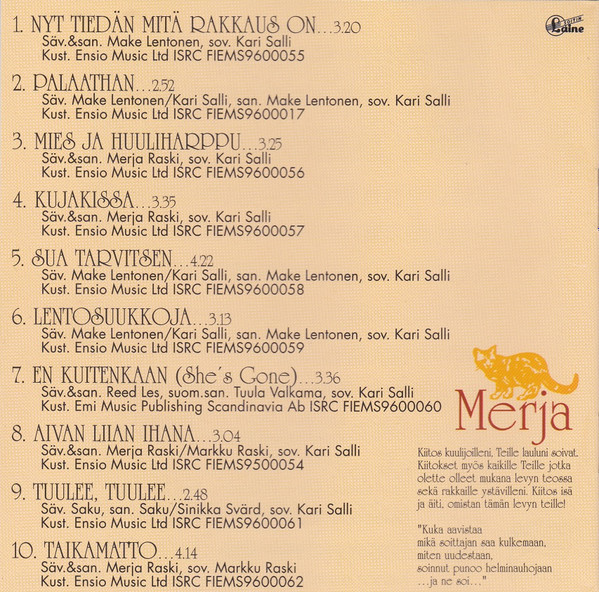 1. NYT TIEDÄN MITÄ RAKKAUS ON...3.20
Säv.&san. Make Lentonen, sov. Kari Salli
Kust. Ensio Music Ltd ISRC FIEMS9600055
2. PALAATHAN...2.52
Säv. Make Lentonen/Kari Salli, san. Make Lentonen, sov. Kari Salli
Kust. Ensio Music Ltd ISRC FIEMS9600017
3. MIES JA HUULIHARPPU...3.25
Säv.&san. Merja Raski, sov. Kari Salli
Kust. Ensio Music Ltd ISRC FIEMS9600056
4. KUJAKISSA...3.35
Säv.&san. Merja Raski, sov. Kari Salli
Kust. Ensio Music Ltd ISRC FIEMS9600057
5. SUA TARVITSEN...4.22
Säv. Make Lentonen/Kari Salli, san. Make Lentonen, sov. Kari Salli
Kust. Ensio Music Ltd ISRC FIEMS9600058
6. LENTOSUUKKOJA...3.13
Säv. Make Lentonen/Kari Salli, san. Make Lentonen, sov. Kari Salli
Kust. Ensio Music Ltd ISRC FIEMS9600059
7. EN KUITENKAAN (She's Gone)...3.36
Säv.&san. Reed Les, suom.san. Tuula Valkama, sov. Kari Salli
Kust. Emi Music Publishing Scandinavia Ab ISRC FIEMS9600060
8. AIVAN LIIAN IHANA...3.04
Säv.&san. Merja Raski/Markku Raski, sov. Kari Salli
Kust. Ensio Music Ltd ISRC FIEMS9500054
9. TUULEE, TUULEE...2.48
Säv. Saku, san. Saku/Sinikka Svärd, sov. Kari Salli
Kust. Ensio Music Ltd ISRC FIEMS9600061
10. TAIKAMATTO...4.14
Säv.&san. Merja Raski, sov. Markku Raski
Kust. Ensio Music Ltd ISRC FIEMS9600062
EDITION
Laine
Merja
Kiitos kuulijoilleni, Teille lauluni soivat.
Kiitokset myös kaikille Teille jotka
olette olleet mukana levyn teossa
sekä rakkaille ystävilleni. Kiitos isä
ja äiti, omistan tämän levyn teille!
"Kuka aavistaa
mikä soittajan saa kulkemaan,
miten uudestaan,
soinnut punoo helminauhojaan
...ja ne soi..."